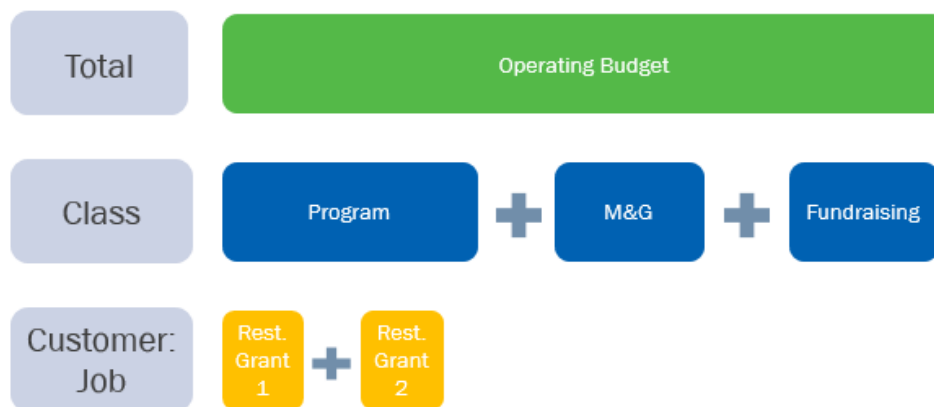 Total
Operating Budget
Class
Program
M&G
Fundraising
Customer:
Job
Rest.
Grant
1
Rest.
Grant
2